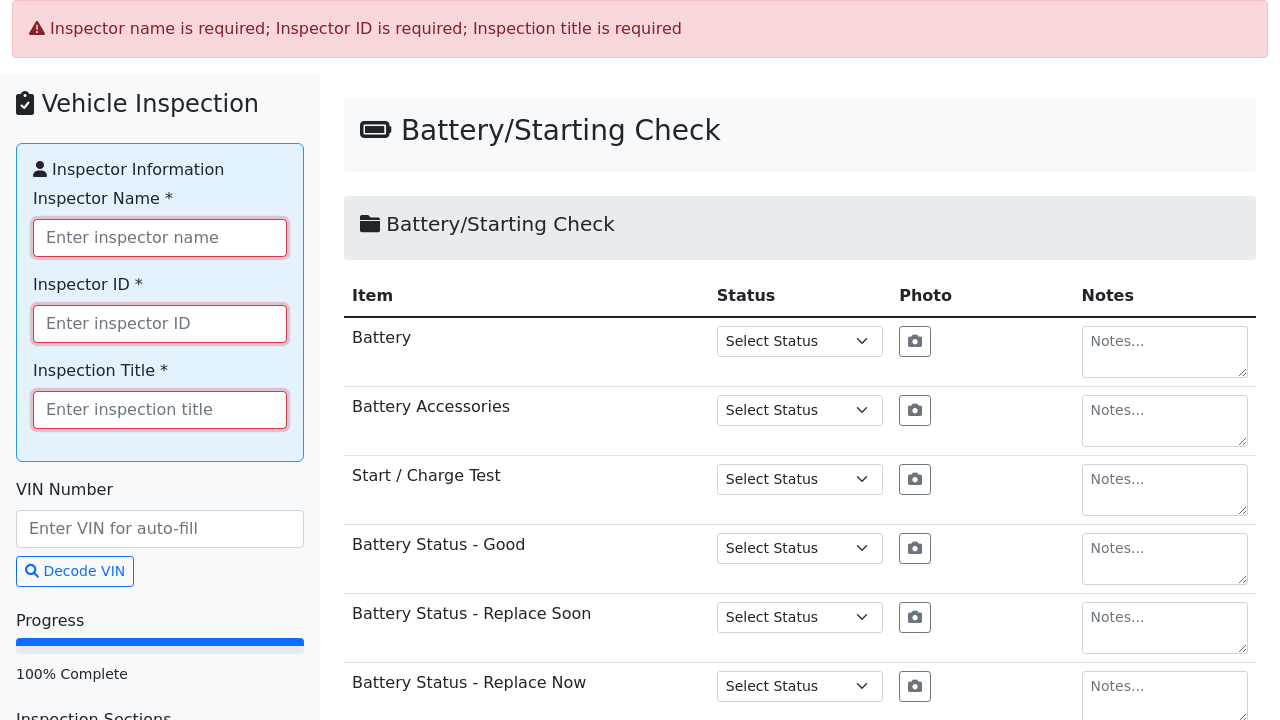 Inspector name is required; Inspector ID is required; Inspection title is required
Vehicle Inspection
Inspector Information
Inspector Name *
Enter inspector name
Inspector ID *
Enter inspector ID
Inspection Title *
Enter inspection title
VIN Number
Enter VIN for auto-fill
Decode VIN
Progress
100% Complete
Inspection Sections
Battery/Starting Check
Battery/Starting Check
Item Status Photo Notes
Battery Select Status Notes...
Battery Accessories Select Status Notes...
Start / Charge Test Select Status Notes...
Battery Status - Good Select Status Notes...
Battery Status - Replace Soon Select Status Notes...
Battery Status - Replace Now Select Status Notes...